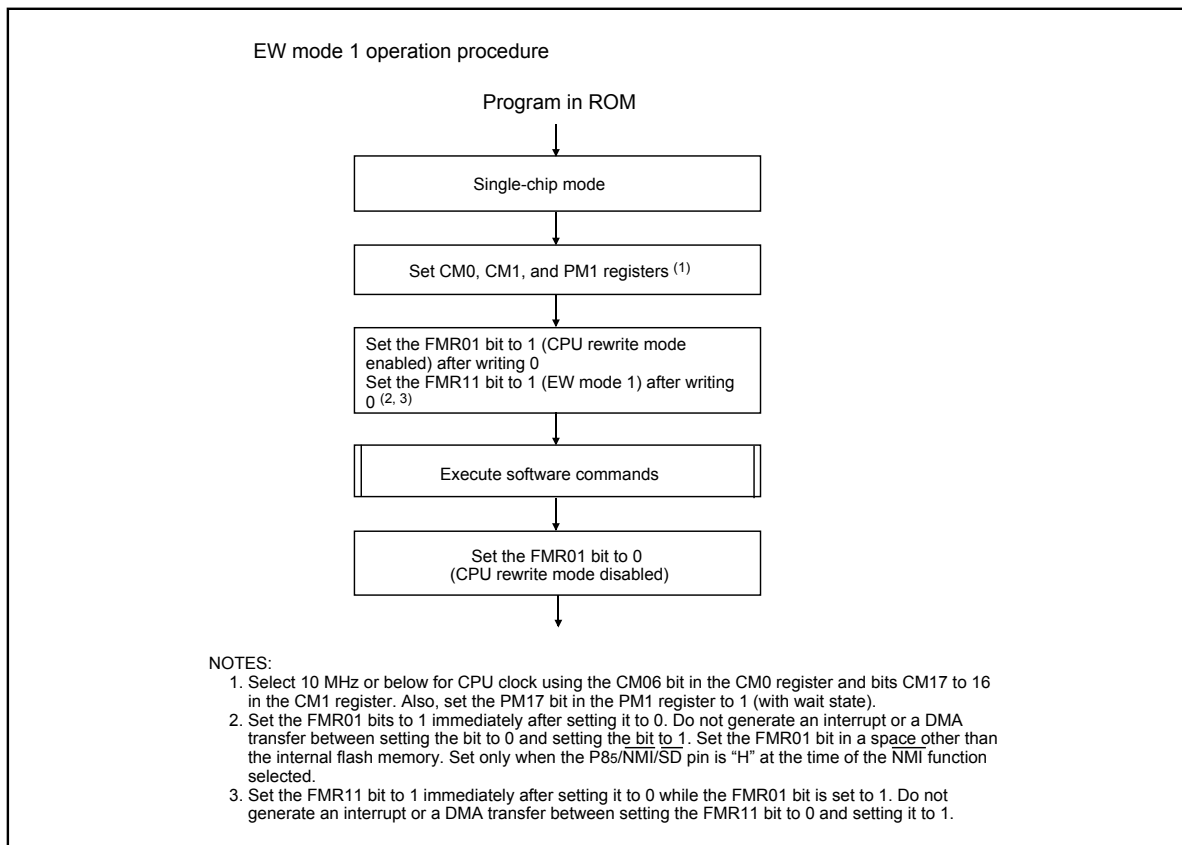 EW mode 1 operation procedure
Program in ROM
Single-chip mode
Set CM0, CM1, and PM1 registers (1)
Set the FMR01 bit to 1 (CPU rewrite mode
enabled) after writing 0
Set the FMR11 bit to 1 (EW mode 1) after writing
0 (2, 3)
Execute software commands
Set the FMR01 bit to 0
(CPU rewrite mode disabled)
NOTES:
1. Select 10 MHz or below for CPU clock using the CM06 bit in the CM0 register and bits CM17 to 16
in the CM1 register. Also, set the PM17 bit in the PM1 register to 1 (with wait state).
2. Set the FMR01 bits to 1 immediately after setting it to 0. Do not generate an interrupt or a DMA
transfer between setting the bit to 0 and setting the bit to 1. Set the FMR01 bit in a space other than
the internal flash memory. Set only when the P85/NMI/SD pin is “H” at the time of the NMI function
selected.
3. Set the FMR11 bit to 1 immediately after setting it to 0 while the FMR01 bit is set to 1. Do not
generate an interrupt or a DMA transfer between setting the FMR11 bit to 0 and setting it to 1.